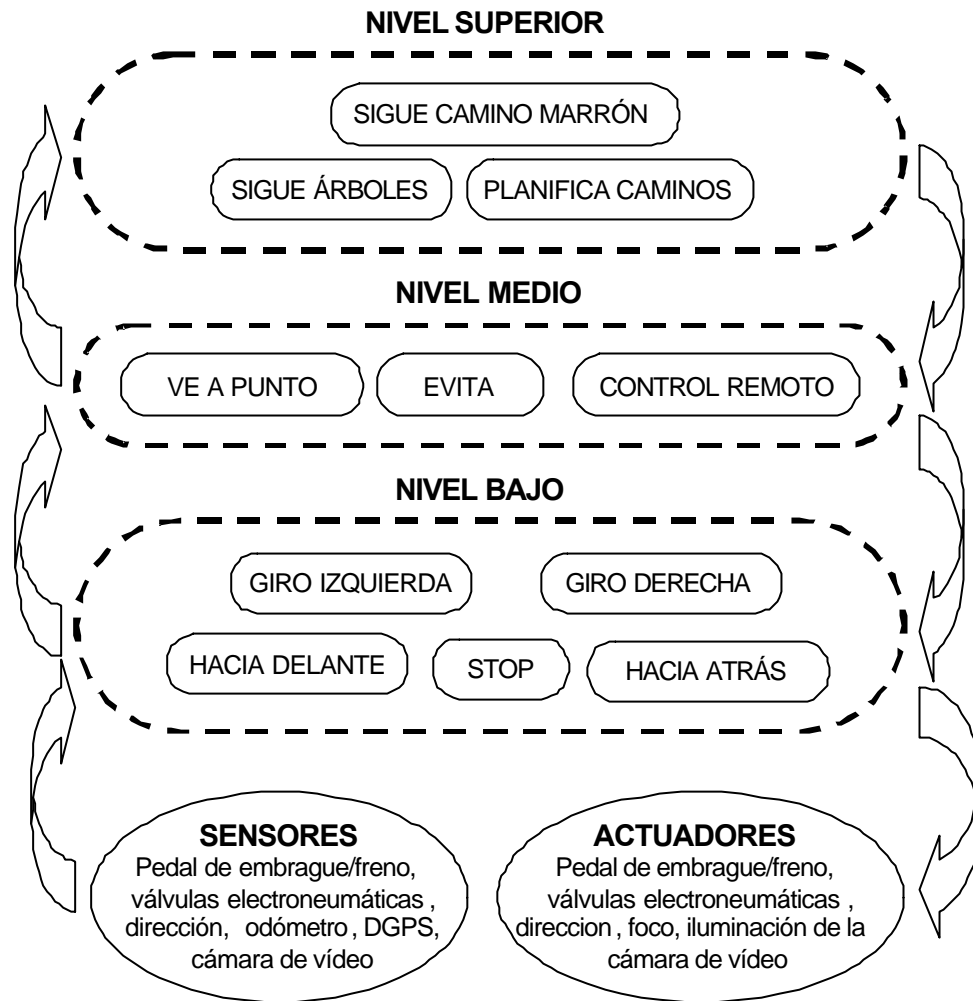 NIVEL SUPERIOR
SIGUE CAMINO MARRÓN
SIGUE ÁRBOLES
PLANIFICA CAMINOS
NIVEL MEDIO
VE A PUNTO
EVITA
CONTROL REMOTO
NIVEL BAJO
GIRO IZQUIERDA
GIRO DERECHA
HACIA DELANTE
STOP
HACIA ATRÁS
SENSORES
Pedal de embrague/freno,
válvulas electroneumáticas ,
dirección, odómetro , DGPS,
cámara de vídeo
ACTUADORES
Pedal de embrague/freno,
válvulas electroneumáticas ,
direccion , foco, iluminación de la
cámara de vídeo